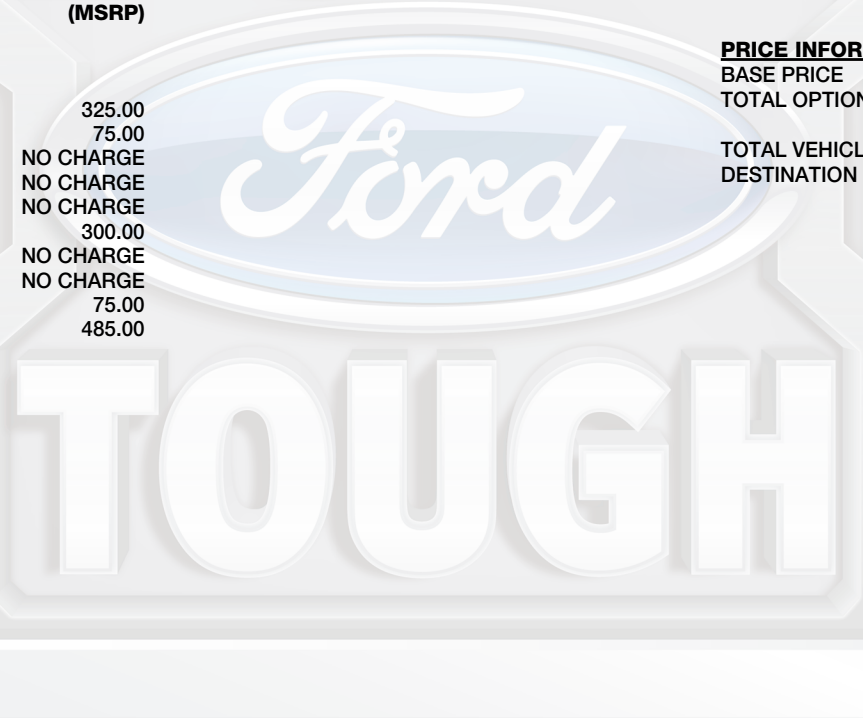 (MSRP)
325.00
75.00
NO CHARGE
NO CHARGE
NO CHARGE
300.00
NO CHARGE
NO CHARGE
75.00
485.00
PRICE INFOR
BASE PRICE
TOTAL OPTION
TOTAL VEHICL
DESTINATION
Ford
TOUGH